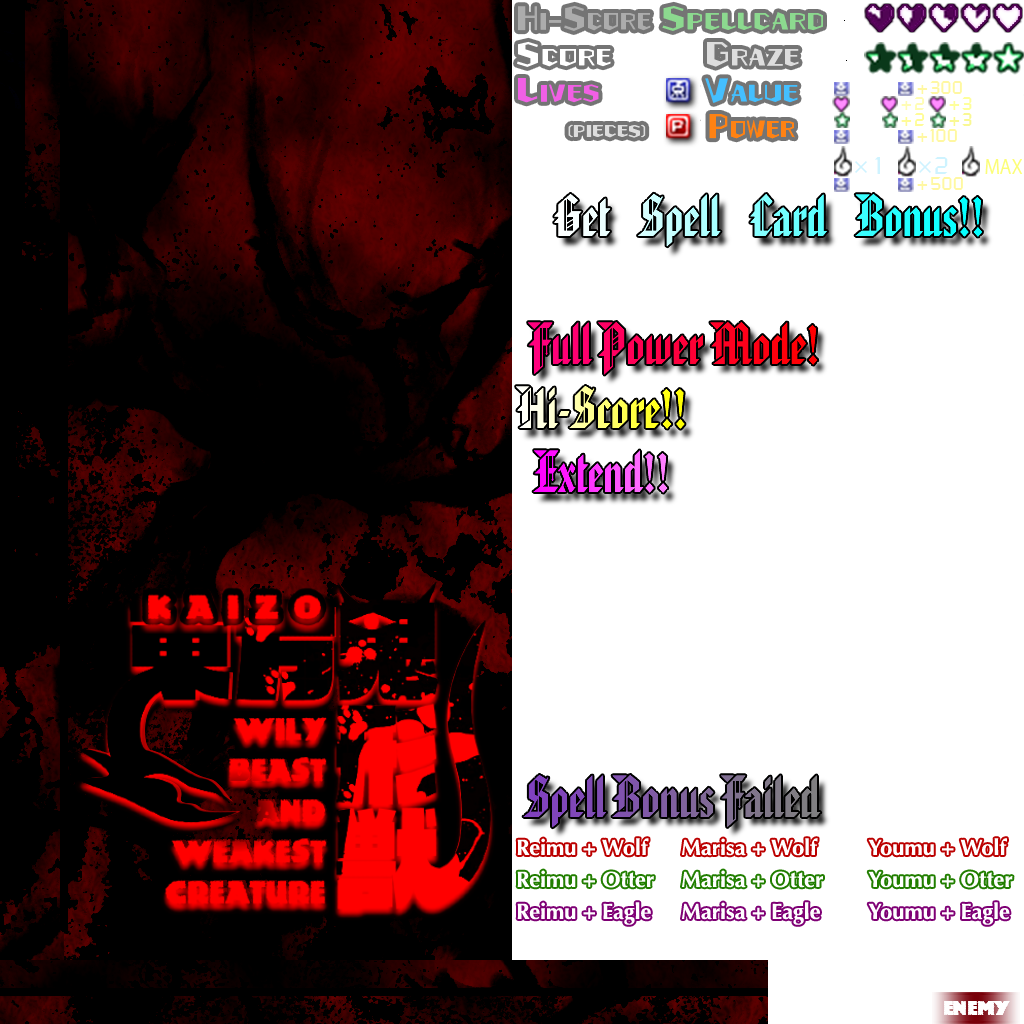 Hi-Score Spellcard
Score Graze
Lives Value
(PIECES) P Power
+300
+2 +3
+2 +3
+100
×1 ×2 MAX
+500
Get Spell Card Bonus!!
Full Power Mode!
Hi-Score!!
Extend!!
KAIZO
WILY
BEAST
AND
WEAKEST
CREATURE
Spell Bonus Failed
Reimu + Wolf Marisa + Wolf Youmu + Wolf
Reimu + Otter Marisa + Otter Youmu + Otter
Reimu + Eagle Marisa + Eagle Youmu + Eagle
ENEMY